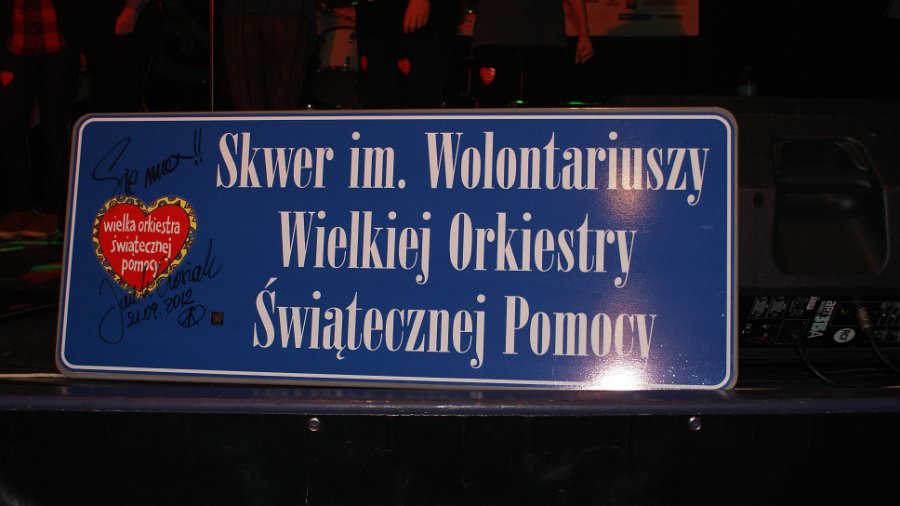 Skwer im. Wolontariuszy
Wielkiej Orkiestry
Świątecznej Pomocy
Się ma!!
wielka orkiestra
świątecznej
pomocy
21.09.2012